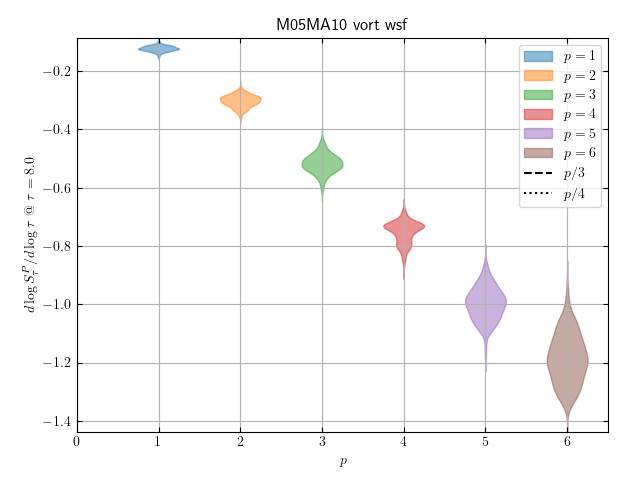 M05MA10 vort wsf
d log S_τ^P / d log τ @ τ = 8.0
−0.2
−0.4
−0.6
−0.8
−1.0
−1.2
−1.4
p = 1
p = 2
p = 3
p = 4
p = 5
p = 6
p/3
p/4
0 1 2 3 4 5 6
p